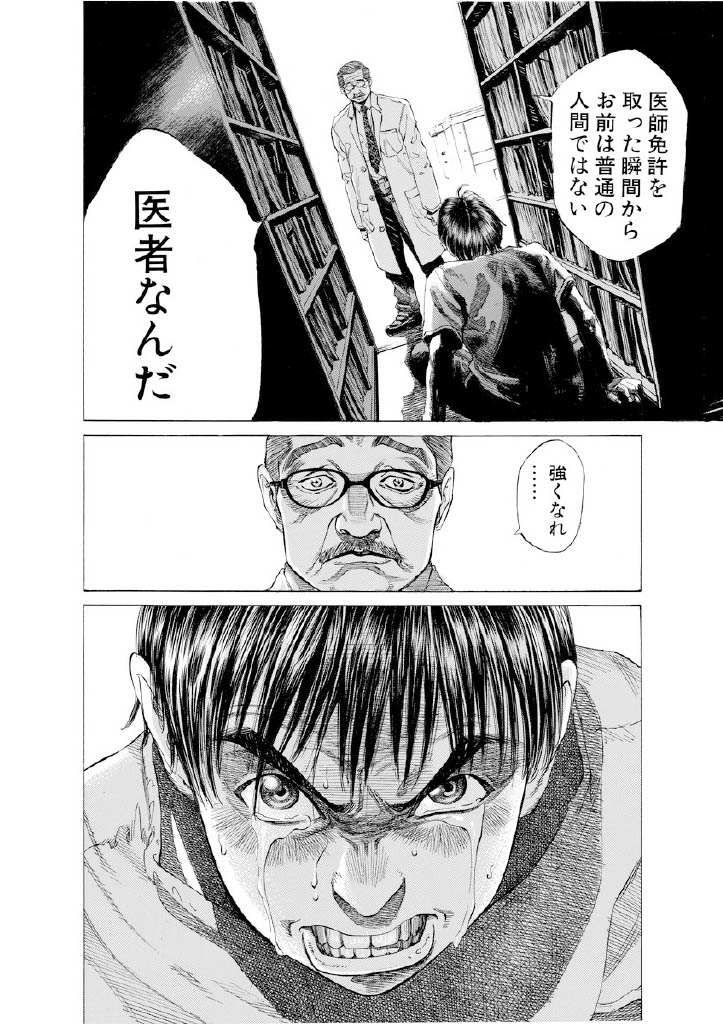 医師免許を
取った瞬間から
お前は普通の
人間ではない
医者なんだ
強くなれ
……